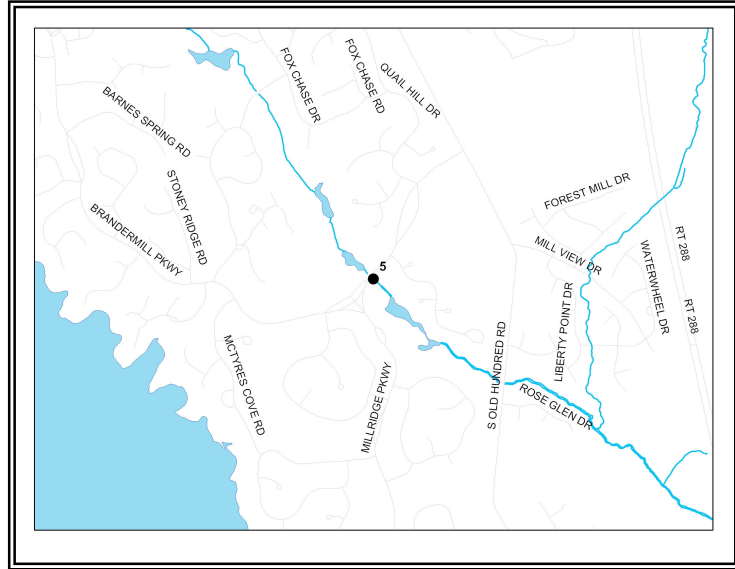 FOX CHASE DR
FOX CHASE RD
QUAIL HILL DR
BARNES SPRING RD
STONEY RIDGE RD
FOREST MILL DR
BRANDERMILL PKWY
MILL VIEW DR
WATERWHEEL DR
RT 288
5
LIBERTY POINT DR
RT 288
MCTYRES COVE RD
S OLD HUNDRED RD
MILLRIDGE PKWY
ROSE GLEN DR